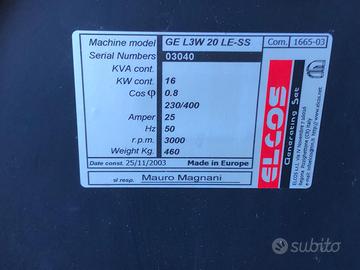 Machine model GE L3W 20 LE-SS Com. 1665-03
Serial Numbers 03040
KVA cont.
KW cont. 16
Cos φ 0.8
230/400
Amper 25
Hz 50
r.p.m. 3000
Weight Kg. 460
Date const. 25/11/2003 Made in Europe
sl resp. Mauro Magnani
ELCOS
Generating Set
subito